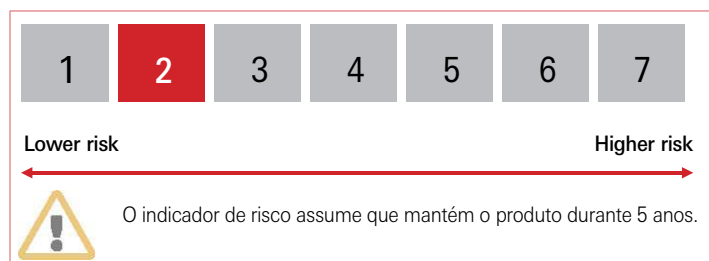 1 2 3 4 5 6 7
Lower risk Higher risk
O indicador de risco assume que mantém o produto durante 5 anos.